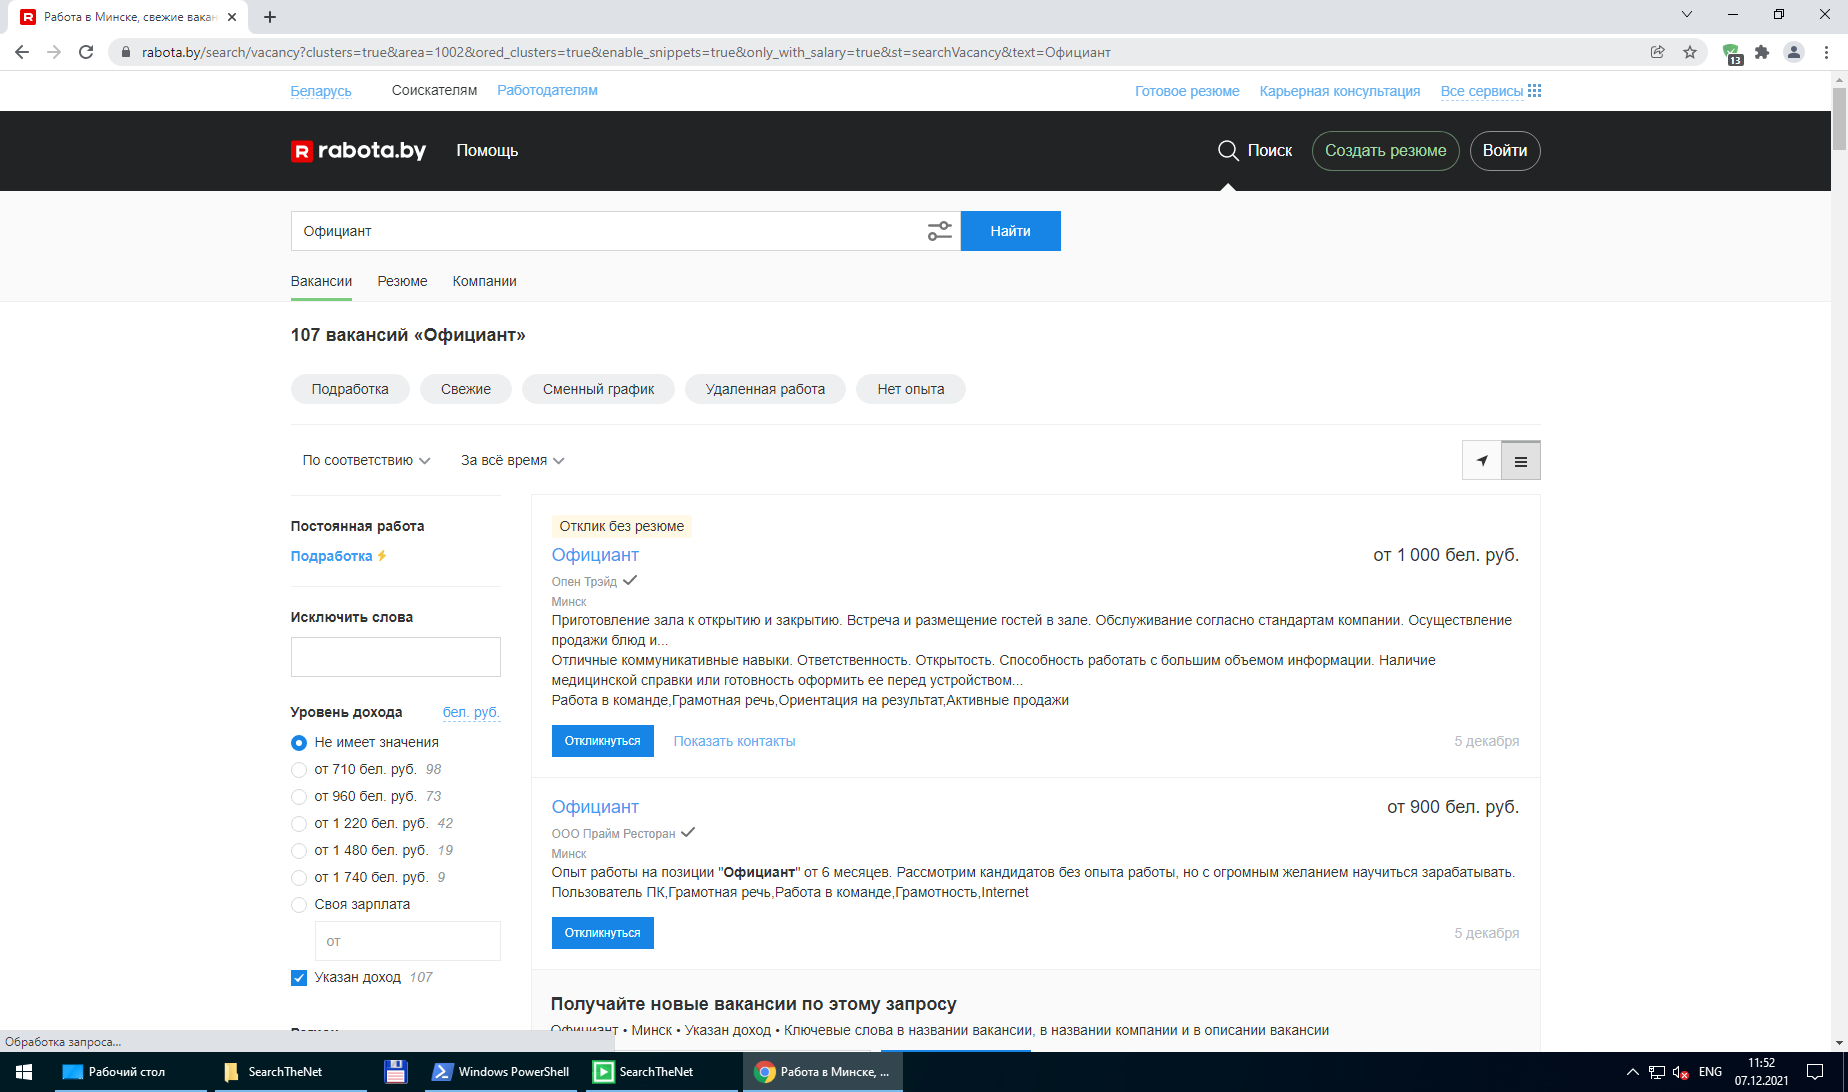 Работа в Минске, свежие вакан
rabota.by/search/vacancy?clusters=true&area=1002&ored_clusters=true&enable_snippets=true&only_with_salary=true&st=searchVacancy&text=Официант
13
Беларусь Соискателям Работодателям Готовое резюме Карьерная консультация Все сервисы
R rabota.by Помощь Поиск Создать резюме Войти
Официант Найти
Вакансии Резюме Компании
107 вакансий «Официант»
Подработка Свежие Сменный график Удаленная работа Нет опыта
По соответствию За всё время
Постоянная работа
Подработка
Исключить слова
Уровень дохода бел. руб.
Не имеет значения
от 710 бел. руб. 98
от 960 бел. руб. 73
от 1 220 бел. руб. 42
от 1 480 бел. руб. 19
от 1 740 бел. руб. 9
Своя зарплата
от
Указан доход 107
Отклик без резюме
Официант от 1 000 бел. руб.
Опен Трэйд
Минск
Приготовление зала к открытию и закрытию. Встреча и размещение гостей в зале. Обслуживание согласно стандартам компании. Осуществление
продажи блюд и...
Отличные коммуникативные навыки. Ответственность. Открытость. Способность работать с большим объемом информации. Наличие
медицинской справки или готовность оформить ее перед устройством...
Работа в команде,Грамотная речь,Ориентация на результат,Активные продажи
Откликнуться Показать контакты 5 декабря
Официант от 900 бел. руб.
ООО Прайм Ресторан
Минск
Опыт работы на позиции "Официант" от 6 месяцев. Рассмотрим кандидатов без опыта работы, но с огромным желанием научиться зарабатывать.
Пользователь ПК,Грамотная речь,Работа в команде,Грамотность,Internet
Откликнуться 5 декабря
Получайте новые вакансии по этому запросу
Официант • Минск • Указан доход • Ключевые слова в названии вакансии, в названии компании и в описании вакансии
Обработка запроса...
Рабочий стол SearchTheNet Windows PowerShell SearchTheNet Работа в Минске, ... ENG 11:52
07.12.2021